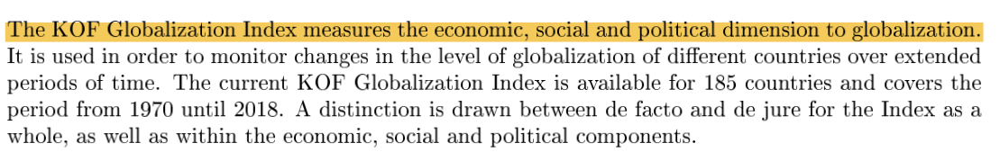 The KOF Globalization Index measures the economic, social and political dimension to globalization.
It is used in order to monitor changes in the level of globalization of different countries over extended
periods of time. The current KOF Globalization Index is available for 185 countries and covers the
period from 1970 until 2018. A distinction is drawn between de facto and de jure for the Index as a
whole, as well as within the economic, social and political components.